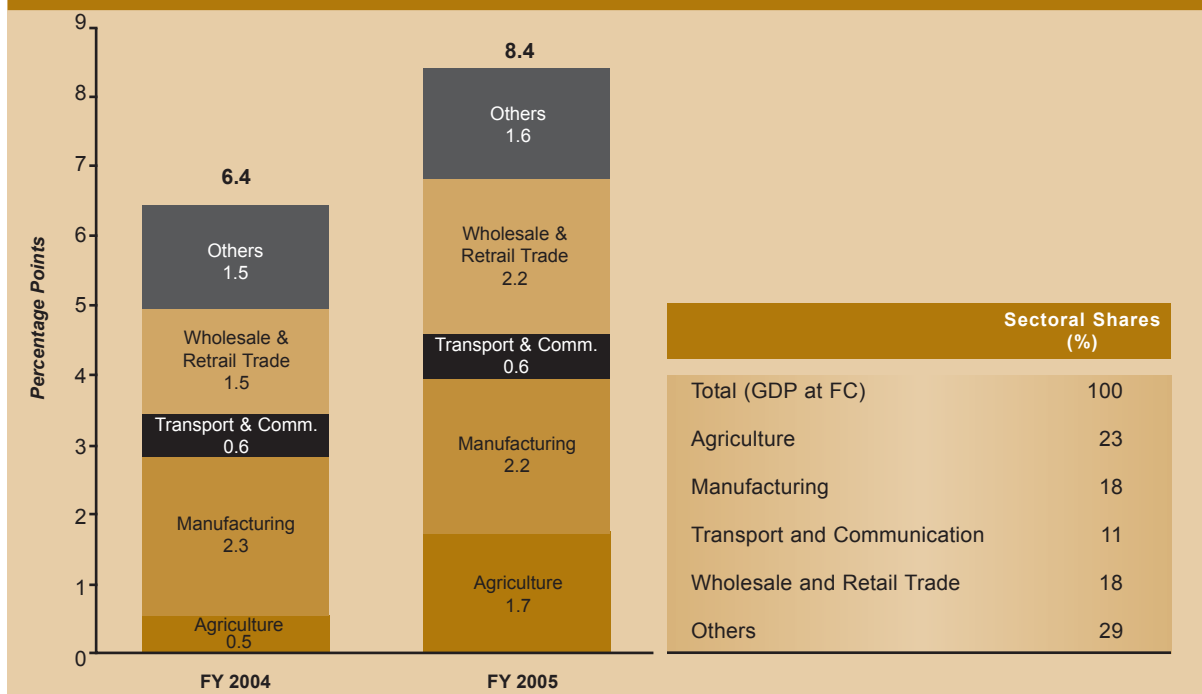 9
8
7
6
5
4
3
2
1
0
Percentage Points
6.4
Others
1.5
Wholesale &
Retrail Trade
1.5
Transport & Comm.
0.6
Manufacturing
2.3
Agriculture
0.5
FY 2004
8.4
Others
1.6
Wholesale &
Retrail Trade
2.2
Transport & Comm.
0.6
Manufacturing
2.2
Agriculture
1.7
FY 2005
Sectoral Shares
(%)
Total (GDP at FC) 100
Agriculture 23
Manufacturing 18
Transport and Communication 11
Wholesale and Retail Trade 18
Others 29